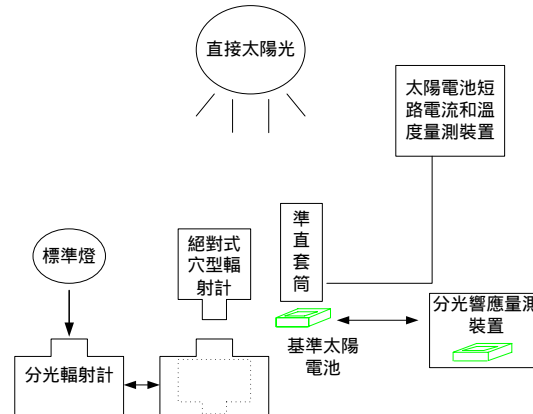 直接太陽光
太陽電池短
路電流和溫
度量測裝置
準
直
套
筒
標準燈
絕對式
穴型輻
射計
分光響應量測
裝置
基準太陽
電池
分光輻射計